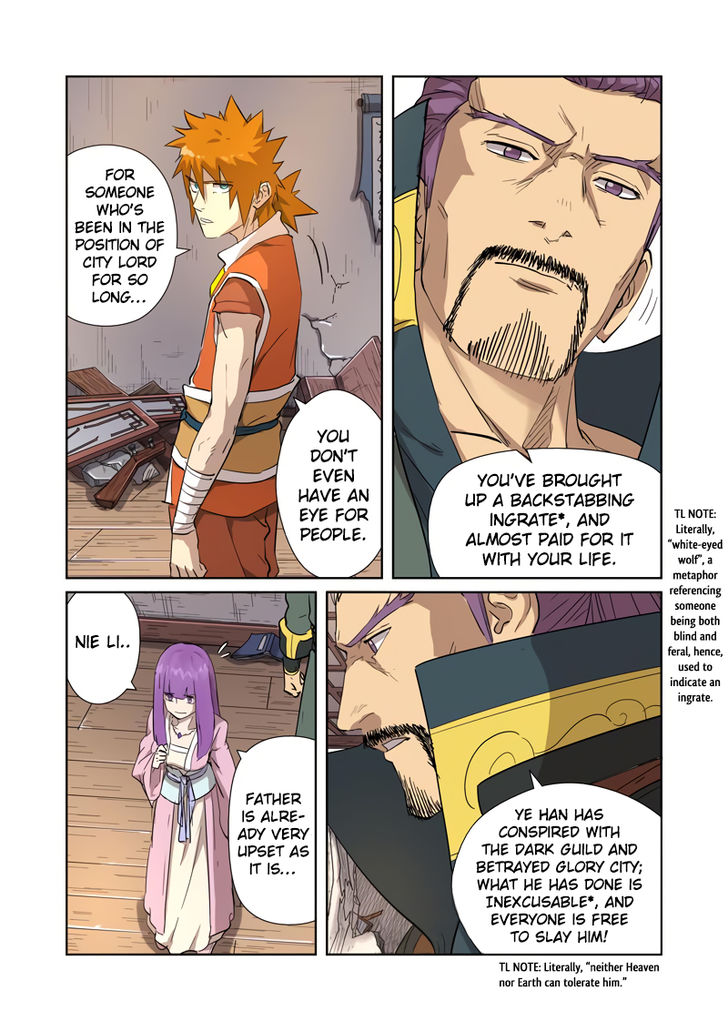 FOR
SOMEONE
WHO'S
BEEN IN THE
POSITION OF
CITY LORD
FOR SO
LONG...
YOU
DON'T
EVEN
HAVE AN
EYE FOR
PEOPLE.
YOU'VE BROUGHT
UP A BACKSTABBING
INGRATE*, AND
ALMOST PAID FOR IT
WITH YOUR LIFE.
TL NOTE:
Literally,
"white-eyed
wolf", a
metaphor
referencing
someone
being both
blind and
feral, hence,
used to
indicate an
ingrate.
NIE LI..
FATHER
IS ALRE-
ADY VERY
UPSET AS
IT IS...
YE HAN HAS
CONSPIRED WITH
THE DARK GUILD AND
BETRAYED GLORY CITY;
WHAT HE HAS DONE IS
INEXCUSABLE*, AND
EVERYONE IS FREE
TO SLAY HIM!
TL NOTE: Literally, "neither Heaven
nor Earth can tolerate him."